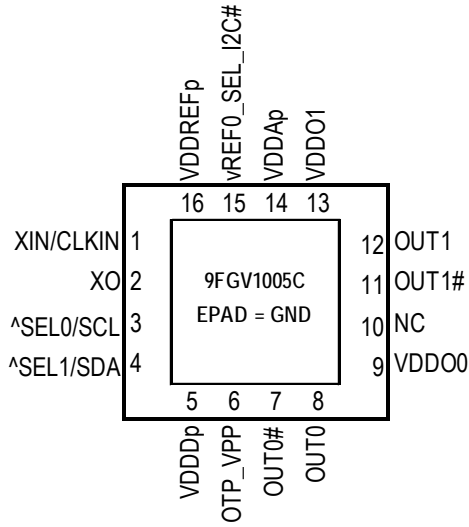 VDDREFp
vREF0_SEL_I2C#
VDDAp
VDDO1
16 15 14 13
XIN/CLKIN 1
XO 2
^SEL0/SCL 3
^SEL1/SDA 4
9FGV1005C
EPAD = GND
12 OUT1
11 OUT1#
10 NC
9 VDDO0
5 6 7 8
VDDDp
OTP_VPP
OUT0#
OUT0